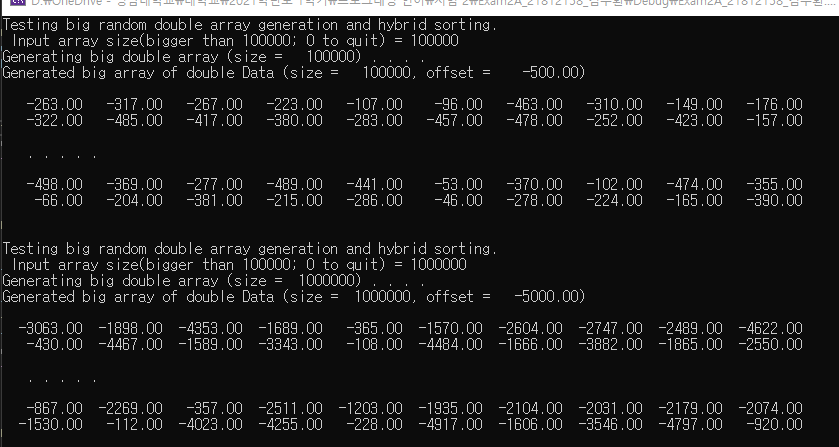 Testing big random double array generation and hybrid sorting.
Input array size(bigger than 100000; 0 to quit) = 100000
Generating big double array (size =   100000) . . . .
Generated big array of double Data (size =   100000, offset =    -500.00)
-263.00   -317.00   -267.00   -223.00   -107.00    -96.00   -463.00   -310.00   -149.00   -176.00
-322.00   -485.00   -417.00   -380.00   -283.00   -457.00   -478.00   -252.00   -423.00   -157.00
. . . . .
-498.00   -369.00   -277.00   -489.00   -441.00    -53.00   -370.00   -102.00   -474.00   -355.00
-66.00   -204.00   -381.00   -215.00   -286.00    -46.00   -278.00   -224.00   -165.00   -390.00
Testing big random double array generation and hybrid sorting.
Input array size(bigger than 100000; 0 to quit) = 1000000
Generating big double array (size =  1000000) . . . .
Generated big array of double Data (size =  1000000, offset =   -5000.00)
-3063.00  -1898.00  -4353.00  -1689.00   -365.00  -1570.00  -2604.00  -2747.00  -2489.00  -4622.00
-430.00  -4467.00  -1589.00  -3343.00   -108.00  -4484.00  -1666.00  -3882.00  -1865.00  -2550.00
. . . . .
-867.00  -2269.00   -357.00  -2511.00  -1203.00  -1935.00  -2104.00  -2031.00  -2179.00  -2074.00
-1530.00   -112.00  -4023.00  -4255.00   -228.00  -4917.00  -1606.00  -3546.00  -4797.00   -920.00